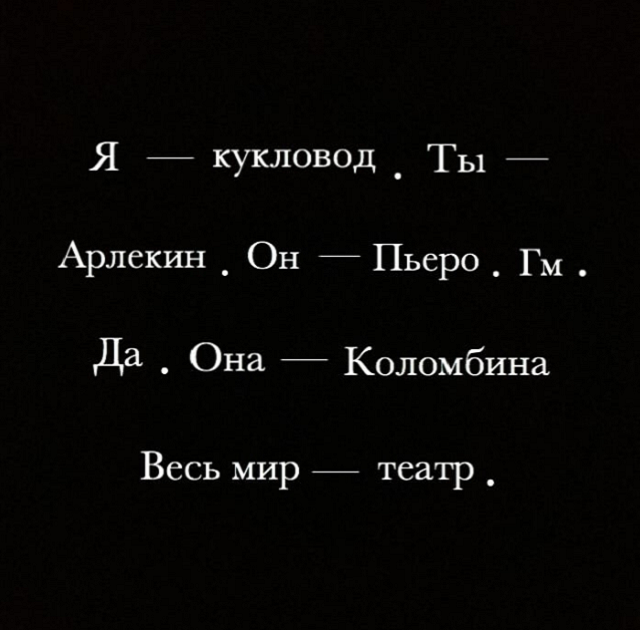 Я — кукловод . Ты —
Арлекин . Он — Пьеро . Гм .
Да . Она — Коломбина
Весь мир — театр .